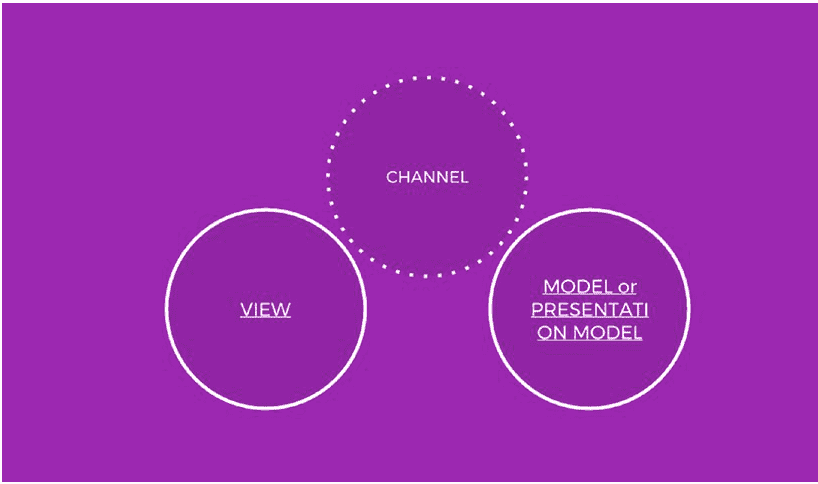 CHANNEL
VIEW
MODEL or
PRESENTATI
ON MODEL